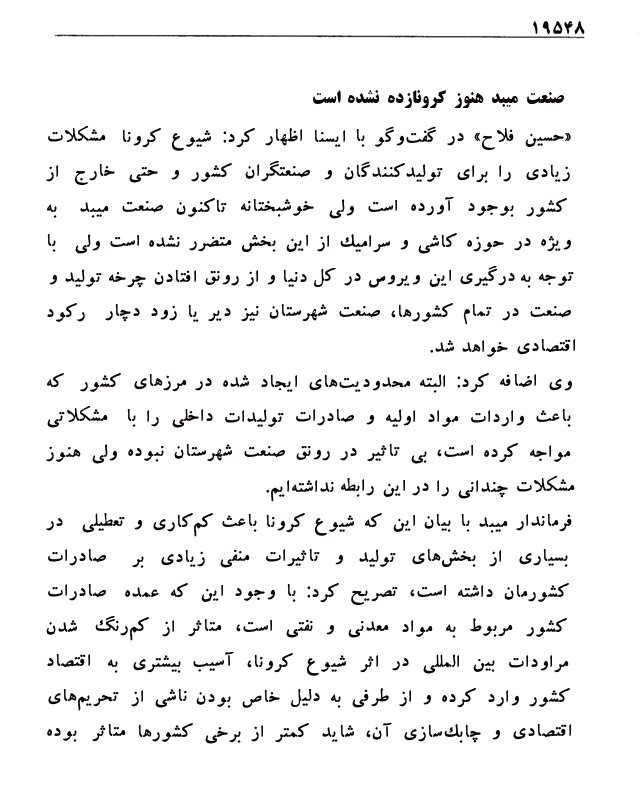 ۱۹۵۴۸
صنعت میبد هنوز کرونازده نشده است
«حسین فلاح» در گفت‌وگو با ایسنا اظهار کرد: شیوع کرونا مشکلات
زیادی را برای تولیدکنندگان و صنعتگران کشور و حتی خارج از
کشور بوجود آورده است ولی خوشبختانه تاکنون صنعت میبد به
ویژه در حوزه کاشی و سرامیك از این بخش متضرر نشده است ولی با
توجه به درگیری این ویروس در کل دنیا و از رونق افتادن چرخه تولید و
صنعت در تمام کشورها، صنعت شهرستان نیز دیر یا زود دچار رکود
اقتصادی خواهد شد.
وی اضافه کرد: البته محدودیت‌های ایجاد شده در مرزهای کشور که
باعث واردات مواد اولیه و صادرات تولیدات داخلی را با مشکلاتی
مواجه کرده است، بی تاثیر در رونق صنعت شهرستان نبوده ولی هنوز
مشکلات چندانی را در این رابطه نداشته‌ایم.
فرماندار میبد با بیان این که شیوع کرونا باعث کم‌کاری و تعطیلی در
بسیاری از بخش‌های تولید و تاثیرات منفی زیادی بر صادرات
کشورمان داشته است، تصریح کرد: با وجود این که عمده صادرات
کشور مربوط به مواد معدنی و نفتی است، متاثر از کم‌رنگ شدن
مراودات بین المللی در اثر شیوع کرونا، آسیب بیشتری به اقتصاد
کشور وارد کرده و از طرفی به دلیل خاص بودن ناشی از تحریم‌های
اقتصادی و چابك‌سازی آن، شاید کمتر از برخی کشورها متاثر بوده